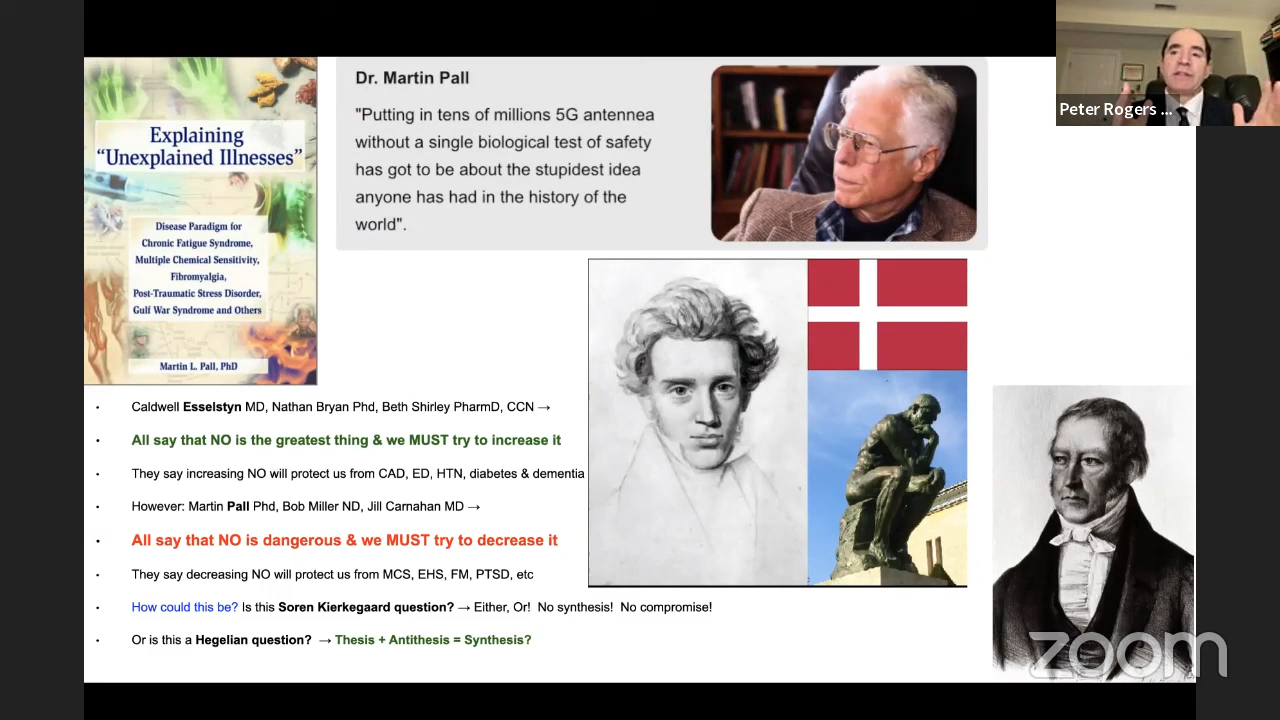 Explaining
"Unexplained Illnesses"
Disease Paradigm for
Chronic Fatigue Syndrome,
Multiple Chemical Sensitivity,
Fibromyalgia,
Post-Traumatic Stress Disorder,
Gulf War Syndrome and Others
Martin L. Pall, PhD
Dr. Martin Pall
"Putting in tens of millions 5G antennea
without a single biological test of safety
has got to be about the stupidest idea
anyone has had in the history of the
world".
Peter Rogers ...
• Caldwell Esselstyn MD, Nathan Bryan Phd, Beth Shirley PharmD, CCN →
• All say that NO is the greatest thing & we MUST try to increase it
• They say increasing NO will protect us from CAD, ED, HTN, diabetes & dementia
• However: Martin Pall Phd, Bob Miller ND, Jill Carnahan MD →
• All say that NO is dangerous & we MUST try to decrease it
• They say decreasing NO will protect us from MCS, EHS, FM, PTSD, etc
• How could this be? Is this Soren Kierkegaard question? → Either, Or! No synthesis! No compromise!
• Or is this a Hegelian question? → Thesis + Antithesis = Synthesis?
zoom